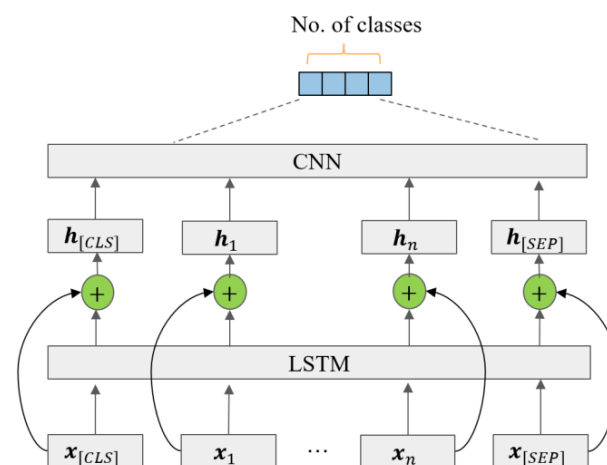 No. of classes
CNN
h[CLS] h1 hn h[SEP]
+ + + +
LSTM
x[CLS] x1 ... xn x[SEP]